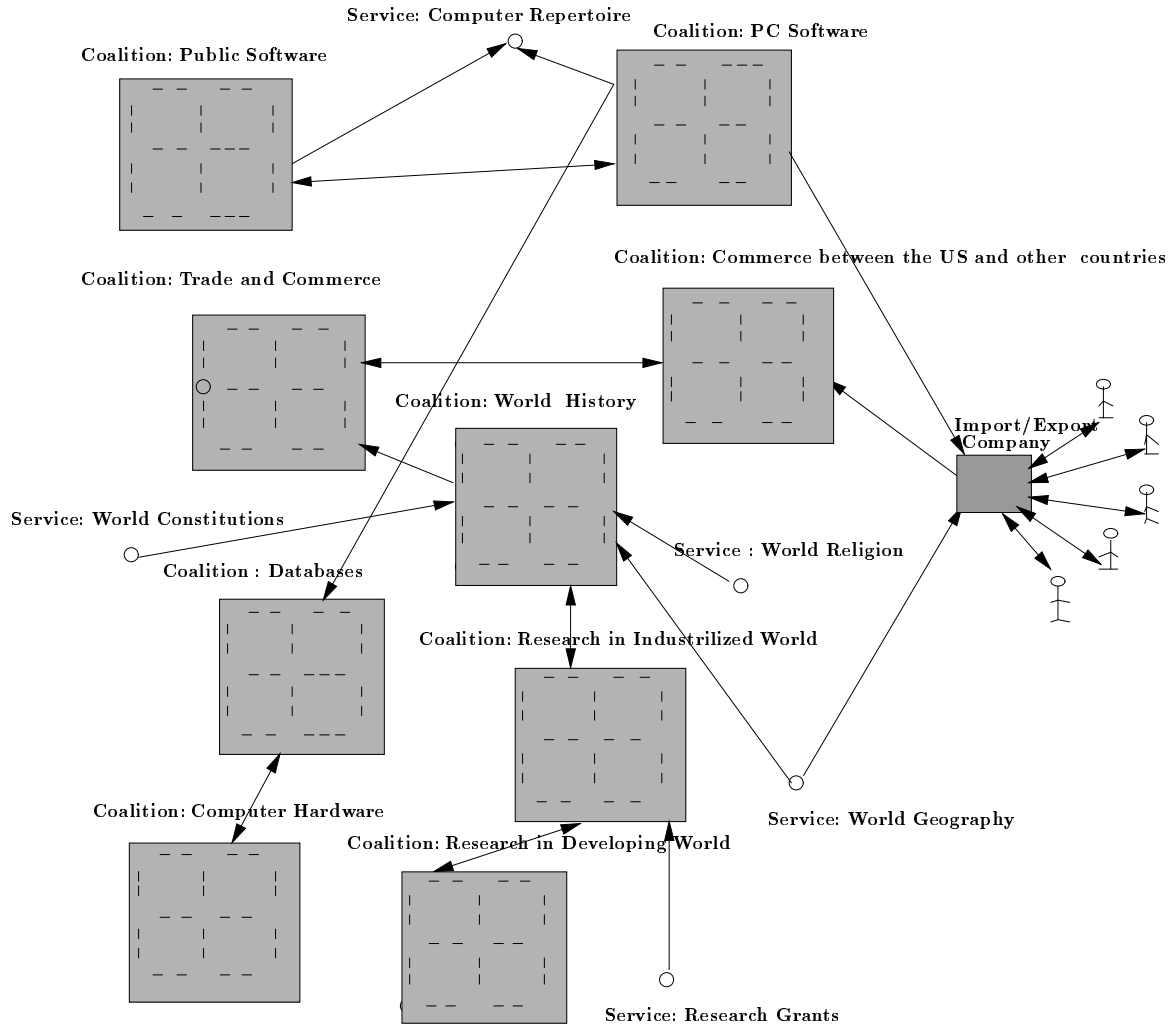 Service: Computer Repertoire
Coalition: PC Software
Coalition: Public Software
Coalition: Commerce between the US and other countries
Coalition: Trade and Commerce
Coalition: World History
Import/Export
Company
Service: World Constitutions
Service : World Religion
Coalition : Databases
Coalition: Research in Industrilized World
Coalition: Computer Hardware
Service: World Geography
Coalition: Research in Developing World
Service: Research Grants